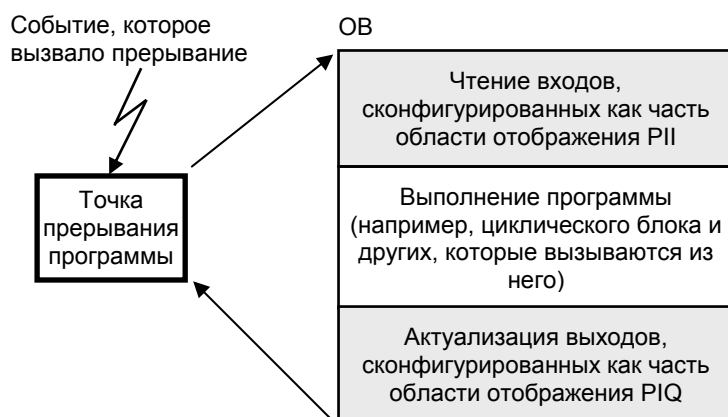 Событие, которое
вызвало прерывание
Точка
прерывания
программы
OB
Чтение входов,
сконфигурированных как часть
области отображения PII
Выполнение программы
(например, циклического блока и
других, которые вызываются из
него)
Актуализация выходов,
сконфигурированных как часть
области отображения PIQ